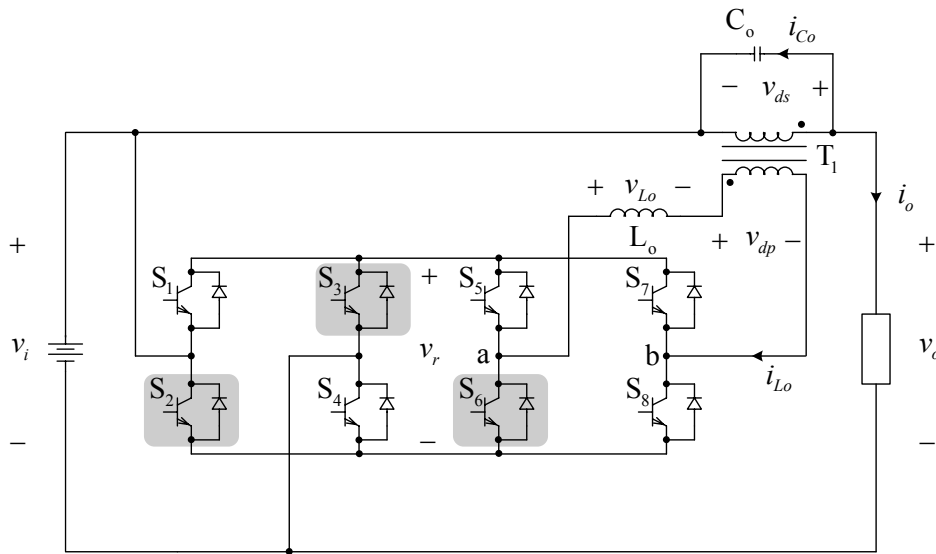 C_o
i_Co
− v_ds +
T_1
+ v_Lo −
L_o
+ v_dp −
i_o
+
v_i
−
S_1
S_3
+
v_r
−
S_5
S_7
a
b
i_Lo
S_2
S_4
S_6
S_8
+
−